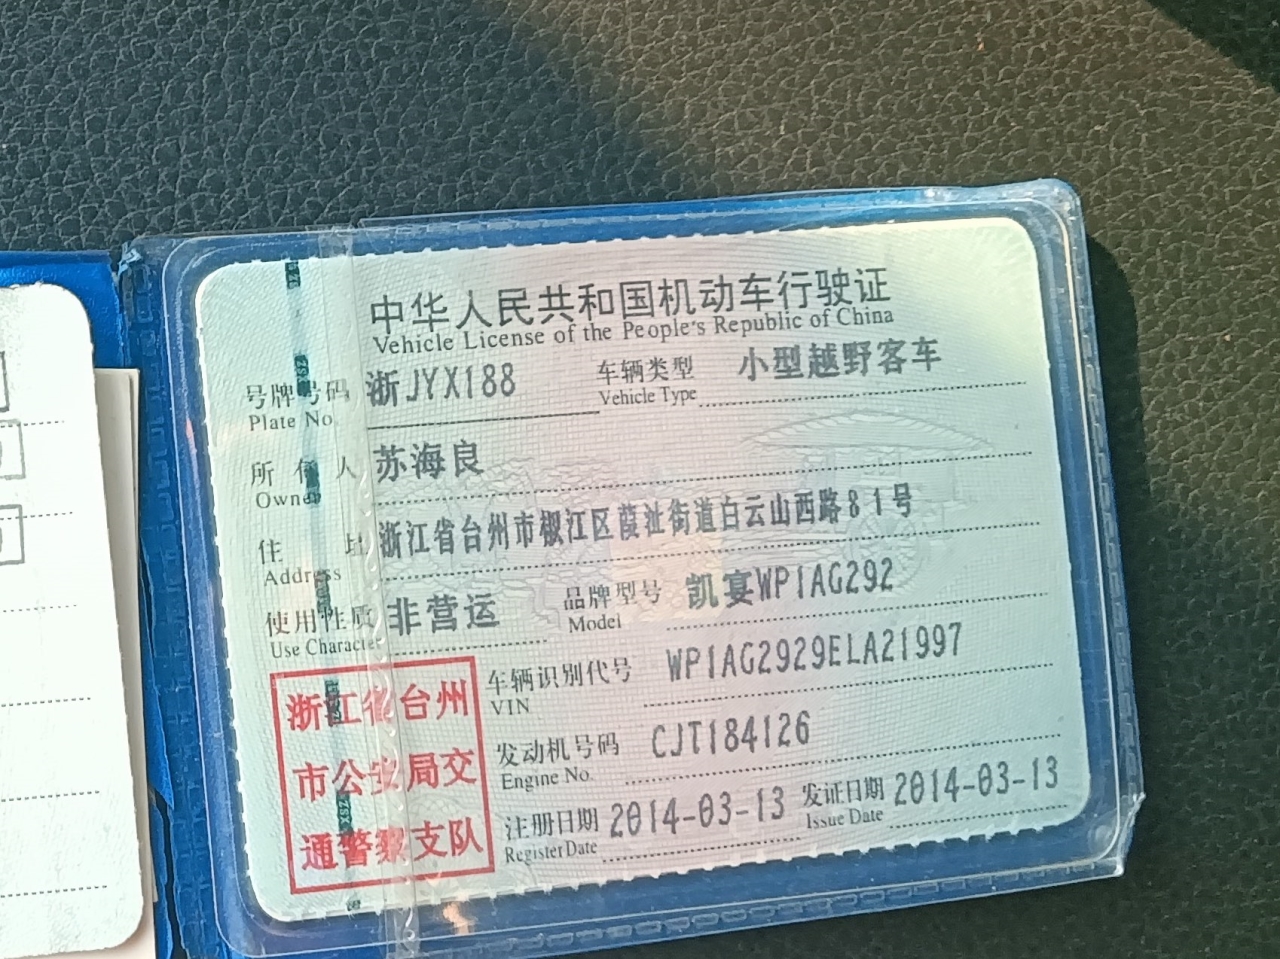 中华人民共和国机动车行驶证
Vehicle License of the People's Republic of China
号牌号码 浙JYX188 车辆类型 小型越野客车
Plate No. Vehicle Type
所有人 苏海良
Owner
住址 浙江省台州市椒江区葭沚街道白云山西路81号
Address
使用性质 非营运 品牌型号 凯宴WP1AG292
Use Character Model
车辆识别代号 WP1AG2929ELA21997
VIN
发动机号码 CJT184126
Engine No.
注册日期 2014-03-13 发证日期 2014-03-13
Register Date Issue Date
浙江省台州
市公安局交
通警察支队